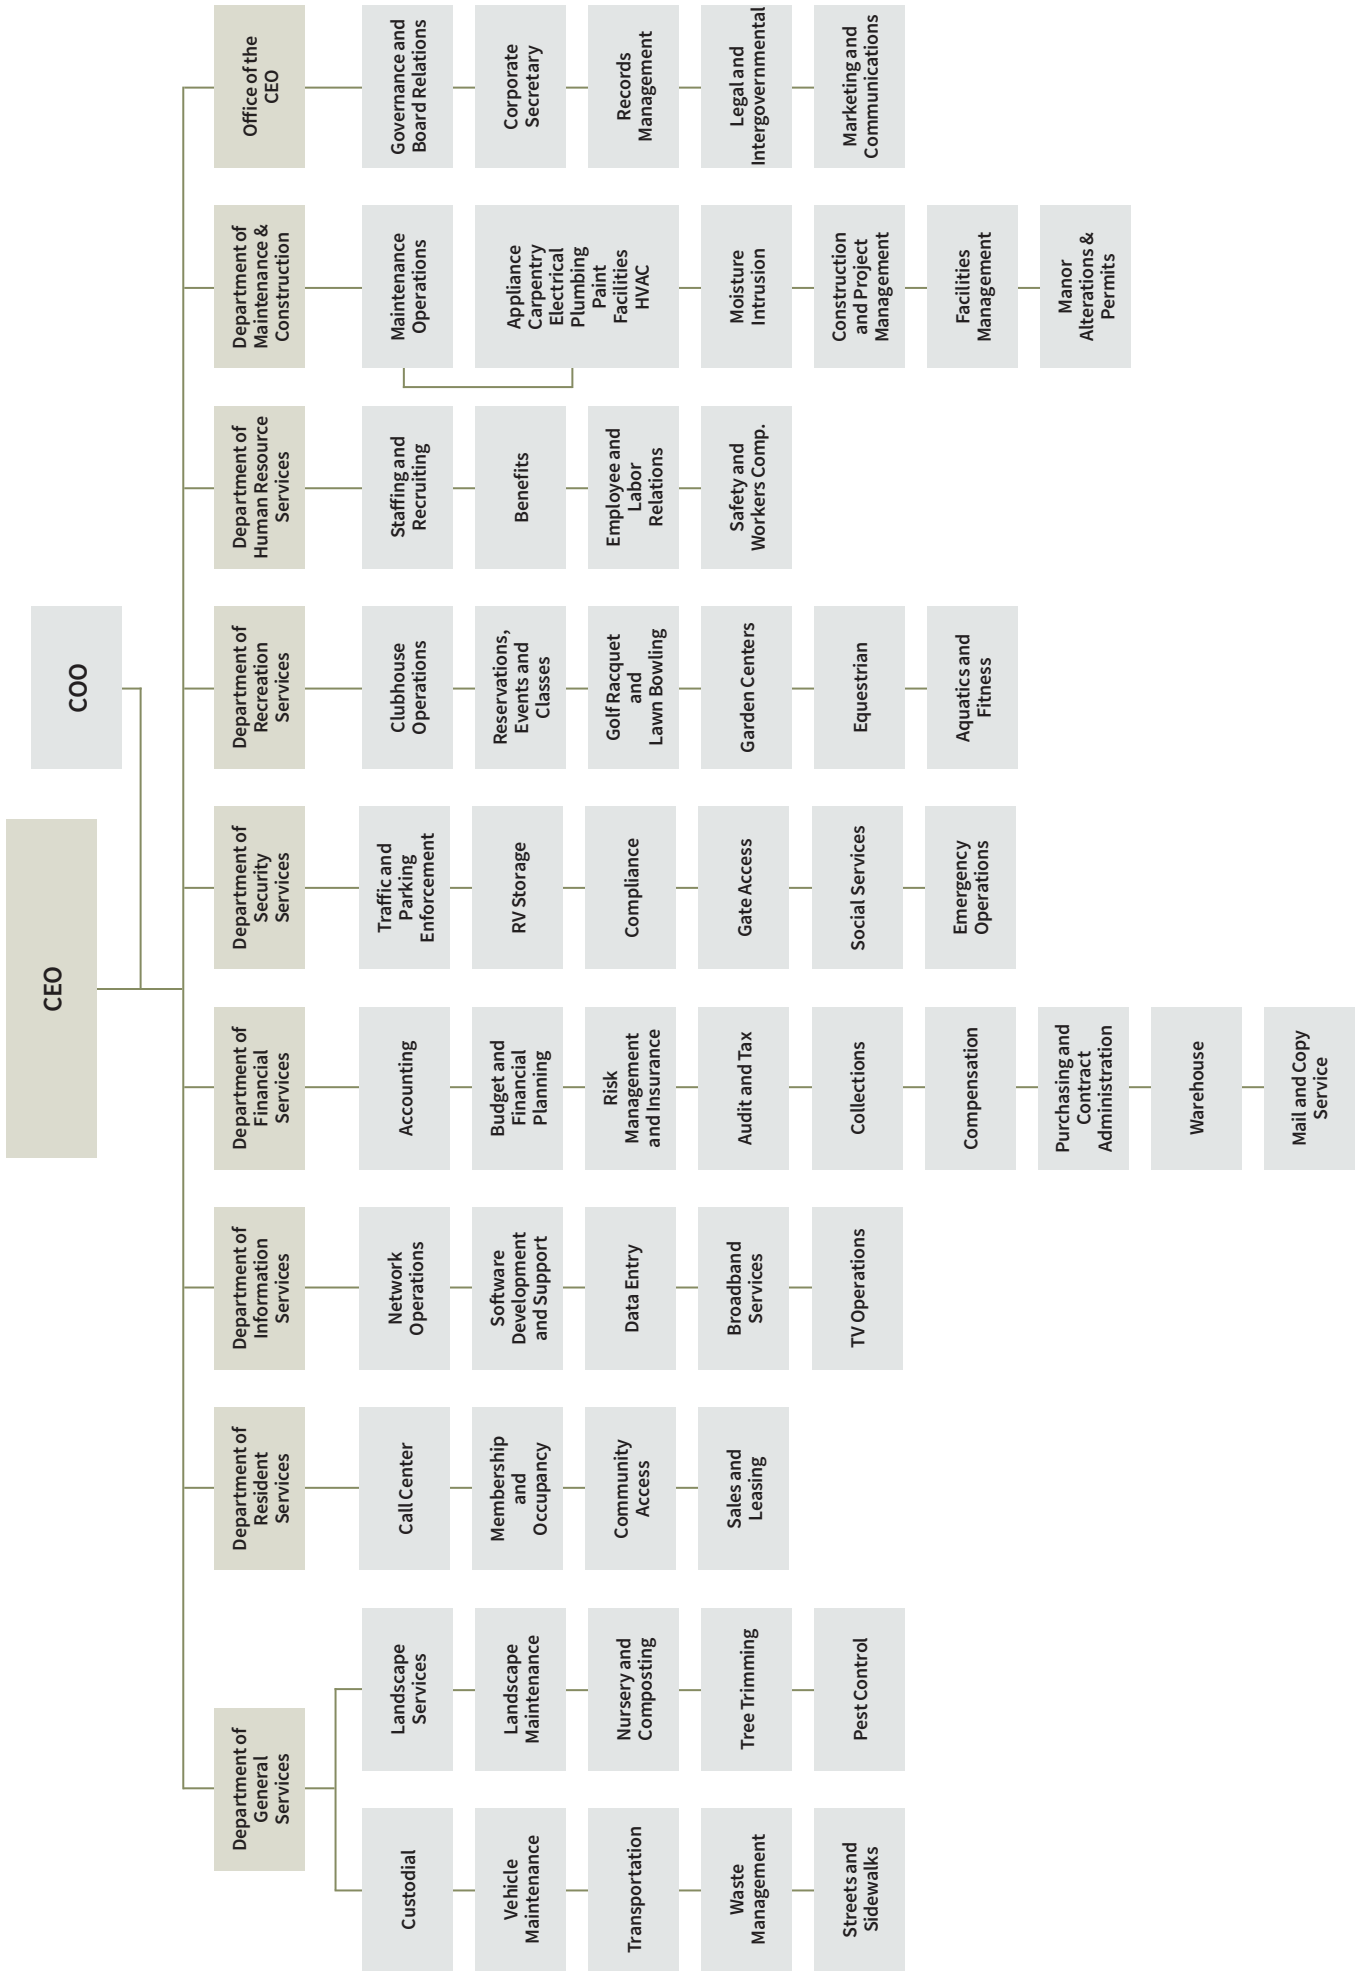 CEO
COO
Department of
General
Services
Custodial
Vehicle
Maintenance
Transportation
Waste
Management
Streets and
Sidewalks
Landscape
Services
Landscape
Maintenance
Nursery and
Composting
Tree Trimming
Pest Control
Department of
Resident
Services
Call Center
Membership
and
Occupancy
Community
Access
Sales and
Leasing
Department of
Information
Services
Network
Operations
Software
Development
and Support
Data Entry
Broadband
Services
TV Operations
Department of
Financial
Services
Accounting
Budget and
Financial
Planning
Risk
Management
and Insurance
Audit and Tax
Collections
Compensation
Purchasing and
Contract
Administration
Warehouse
Mail and Copy
Service
Department of
Security
Services
Traffic and
Parking
Enforcement
RV Storage
Compliance
Gate Access
Social Services
Emergency
Operations
Department of
Recreation
Services
Clubhouse
Operations
Reservations,
Events and
Classes
Golf Racquet
and
Lawn Bowling
Garden Centers
Equestrian
Aquatics and
Fitness
Department of
Human Resource
Services
Staffing and
Recruiting
Benefits
Employee and
Labor
Relations
Safety and
Workers Comp.
Department of
Maintenance &
Construction
Maintenance
Operations
Appliance
Carpentry
Electrical
Plumbing
Paint
Facilities
HVAC
Moisture
Intrusion
Construction
and Project
Management
Facilities
Management
Manor
Alterations &
Permits
Office of the
CEO
Governance and
Board Relations
Corporate
Secretary
Records
Management
Legal and
Intergovernmental
Marketing and
Communications